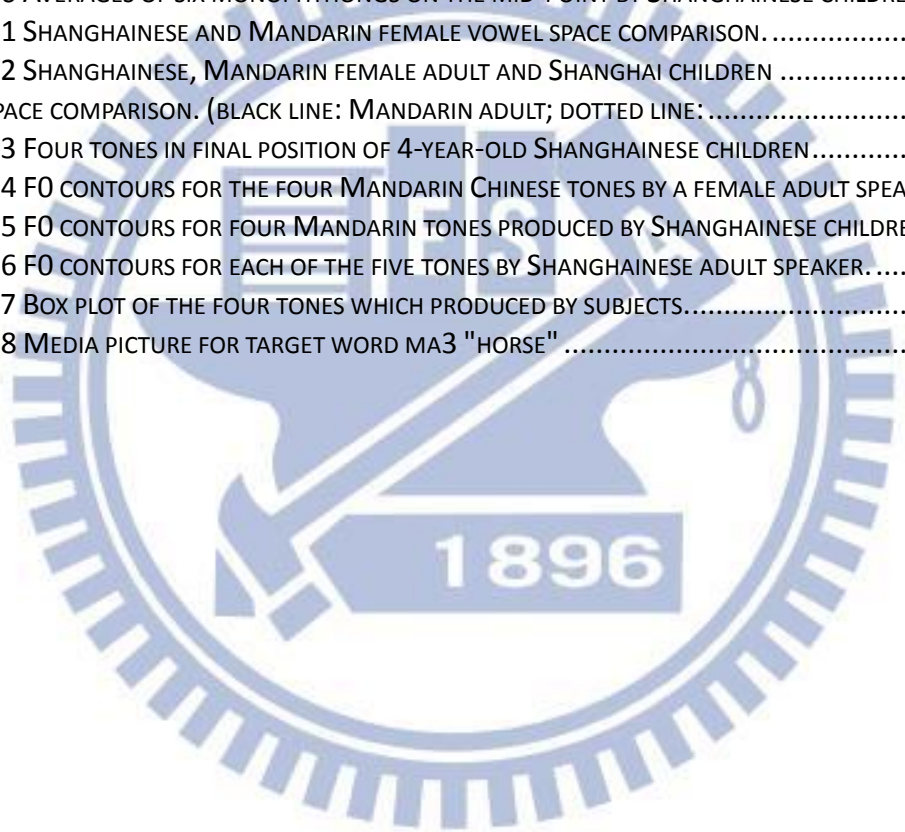 AVERAGES OF SIX MONOPHTHONGS ON THE MID-POINT BY SHANGHAINESE CHILDRE
1 SHANGHAINESE AND MANDARIN FEMALE VOWEL SPACE COMPARISON. ..................
2 SHANGHAINESE, MANDARIN FEMALE ADULT AND SHANGHAI CHILDREN .................
PACE COMPARISON. (BLACK LINE: MANDARIN ADULT; DOTTED LINE:..........................
3 FOUR TONES IN FINAL POSITION OF 4-YEAR-OLD SHANGHAINESE CHILDREN............
4 F0 CONTOURS FOR THE FOUR MANDARIN CHINESE TONES BY A FEMALE ADULT SPEA
5 F0 CONTOURS FOR FOUR MANDARIN TONES PRODUCED BY SHANGHAINESE CHILDRE
6 F0 CONTOURS FOR EACH OF THE FIVE TONES BY SHANGHAINESE ADULT SPEAKER.....
7 BOX PLOT OF THE FOUR TONES WHICH PRODUCED BY SUBJECTS.............................
8 MEDIA PICTURE FOR TARGET WORD MA3 "HORSE" .............................................
E S A
1896